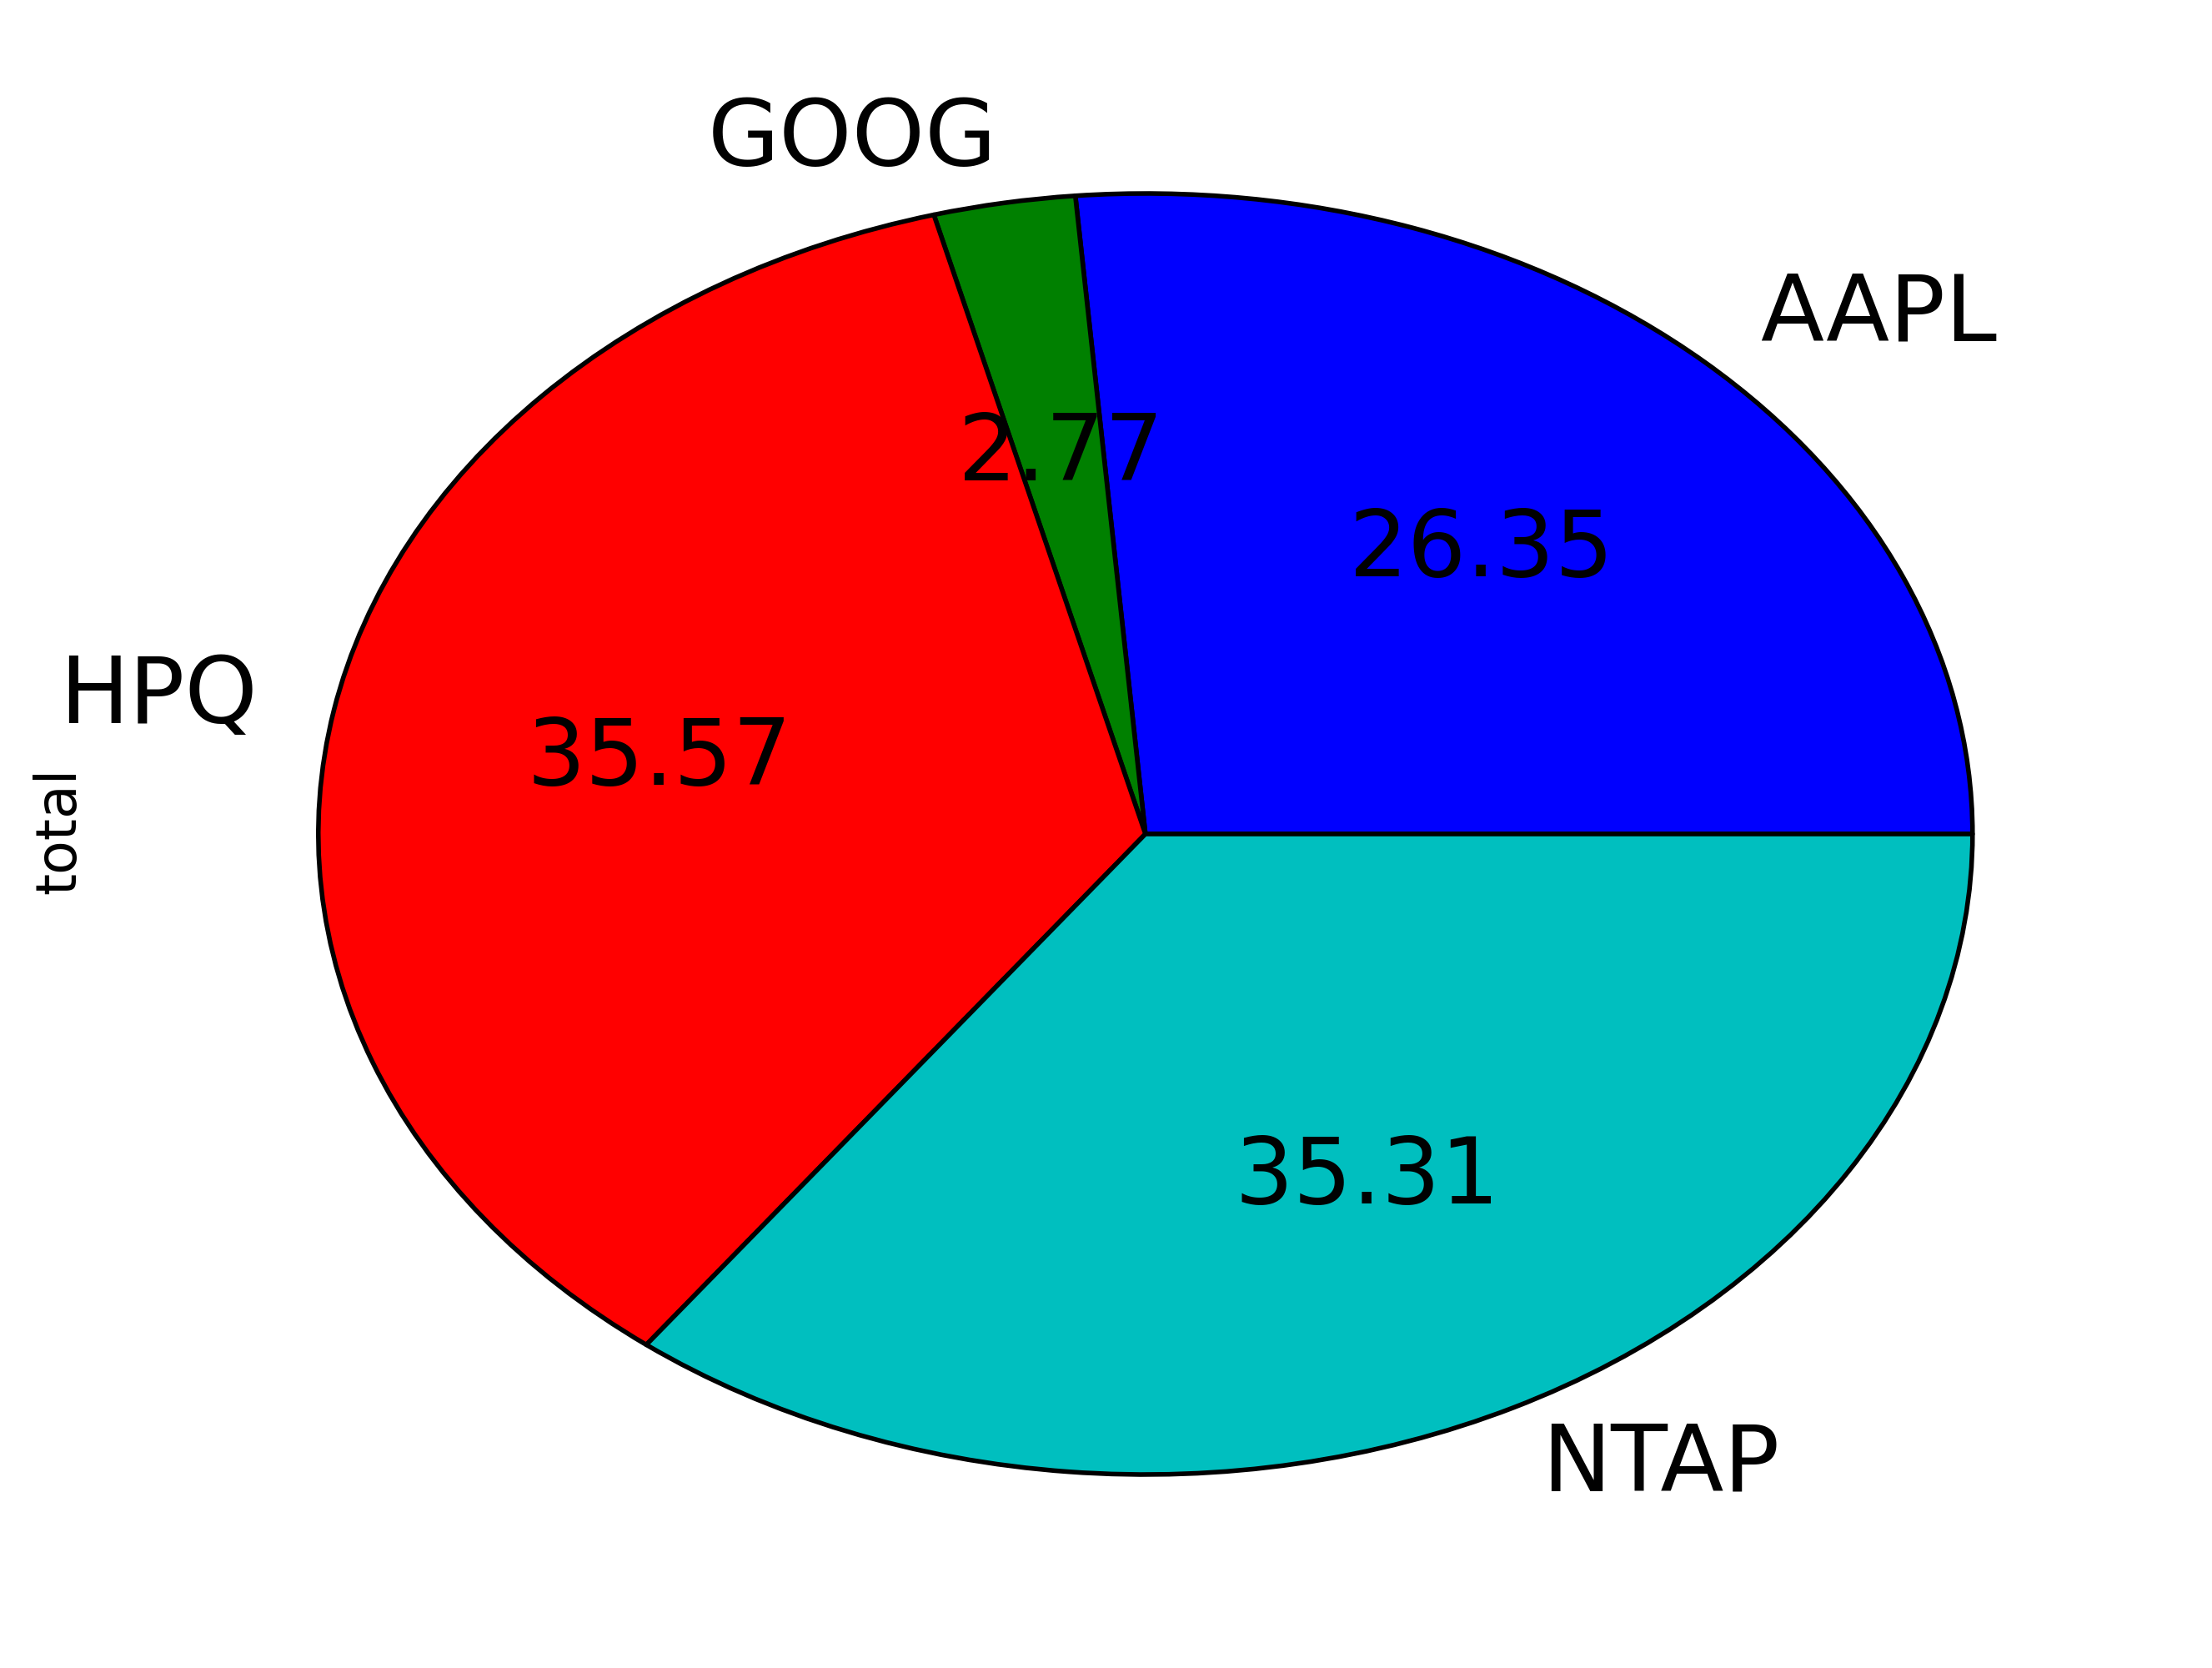 GOOG
AAPL
2.77
26.35
HPQ
35.57
total
35.31
NTAP